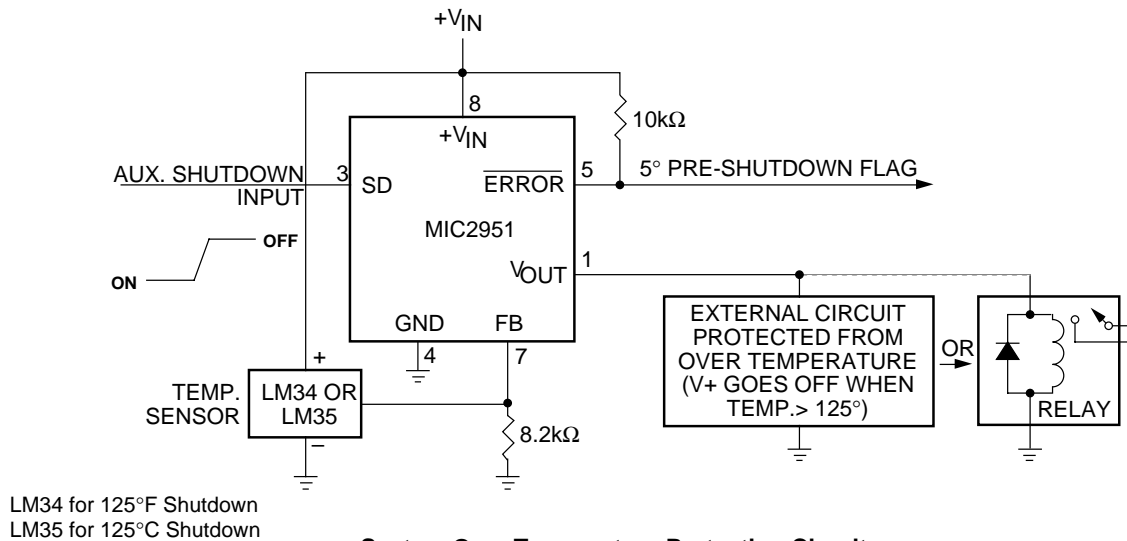 +VIN
8
+VIN
10kΩ
AUX. SHUTDOWN
INPUT
3
SD
ERROR
5
5° PRE-SHUTDOWN FLAG
MIC2951
OFF
ON
VOUT
1
GND
FB
4
7
+
TEMP.
SENSOR
LM34 OR
LM35
–
8.2kΩ
EXTERNAL CIRCUIT
PROTECTED FROM
OVER TEMPERATURE
(V+ GOES OFF WHEN
TEMP.> 125°)
OR
RELAY
LM34 for 125°F Shutdown
LM35 for 125°C Shutdown